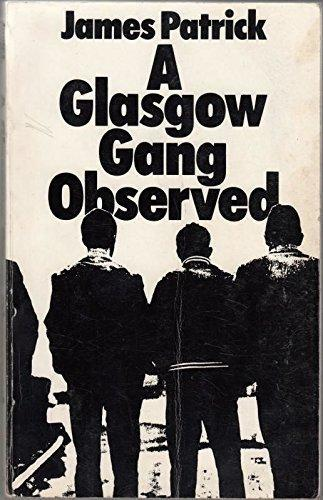 James Patrick
A
Glasgow
Gang
Observed